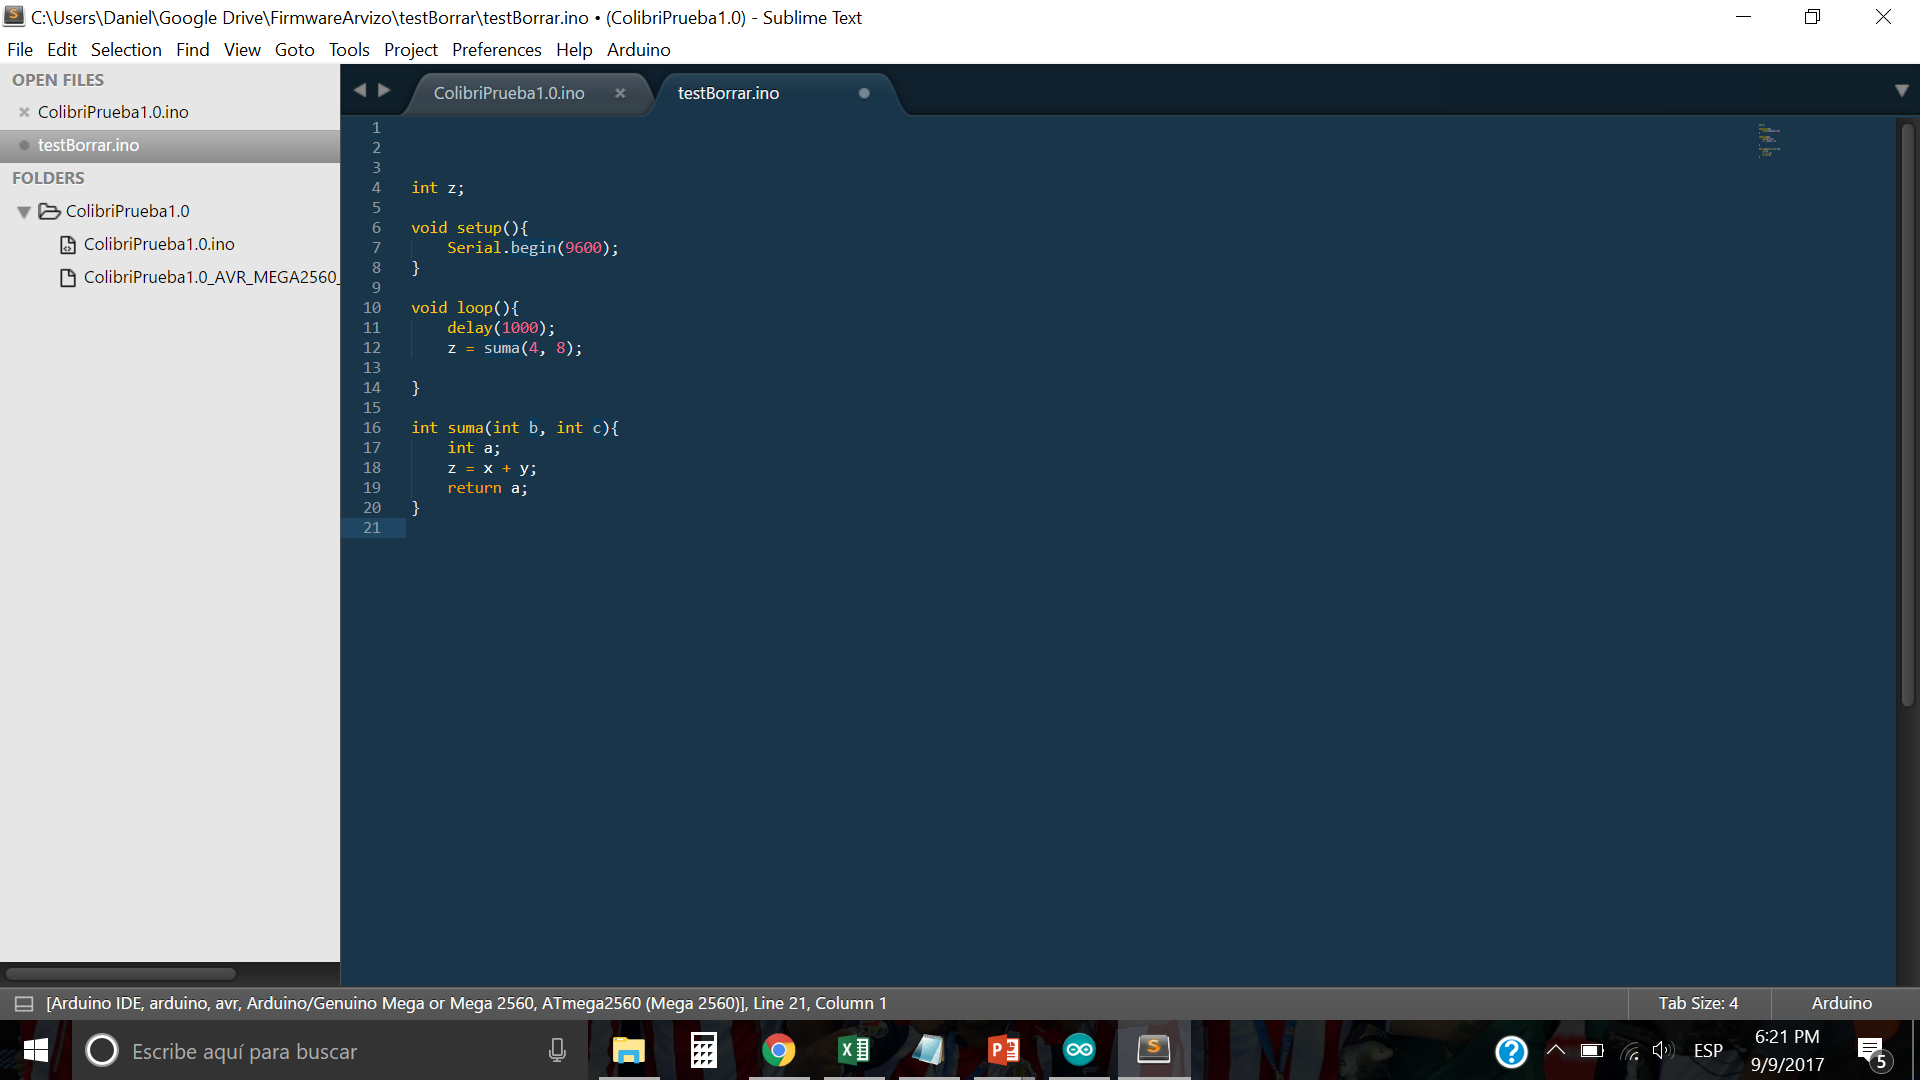 C:\Users\Daniel\Google Drive\FirmwareArvizo\testBorrar\testBorrar.ino • (ColibriPrueba1.0) - Sublime Text
File Edit Selection Find View Goto Tools Project Preferences Help Arduino
OPEN FILES
ColibriPrueba1.0.ino
testBorrar.ino
FOLDERS
ColibriPrueba1.0
ColibriPrueba1.0.ino
ColibriPrueba1.0_AVR_MEGA2560_
ColibriPrueba1.0.ino testBorrar.ino
1
2
3
4 int z;
5
6 void setup(){
7 Serial.begin(9600);
8 }
9
10 void loop(){
11 delay(1000);
12 z = suma(4, 8);
13
14 }
15
16 int suma(int b, int c){
17 int a;
18 z = x + y;
19 return a;
20 }
21
[Arduino IDE, arduino, avr, Arduino/Genuino Mega or Mega 2560, ATmega2560 (Mega 2560)], Line 21, Column 1 Tab Size: 4 Arduino
Escribe aquí para buscar
ESP
6:21 PM
9/9/2017
5